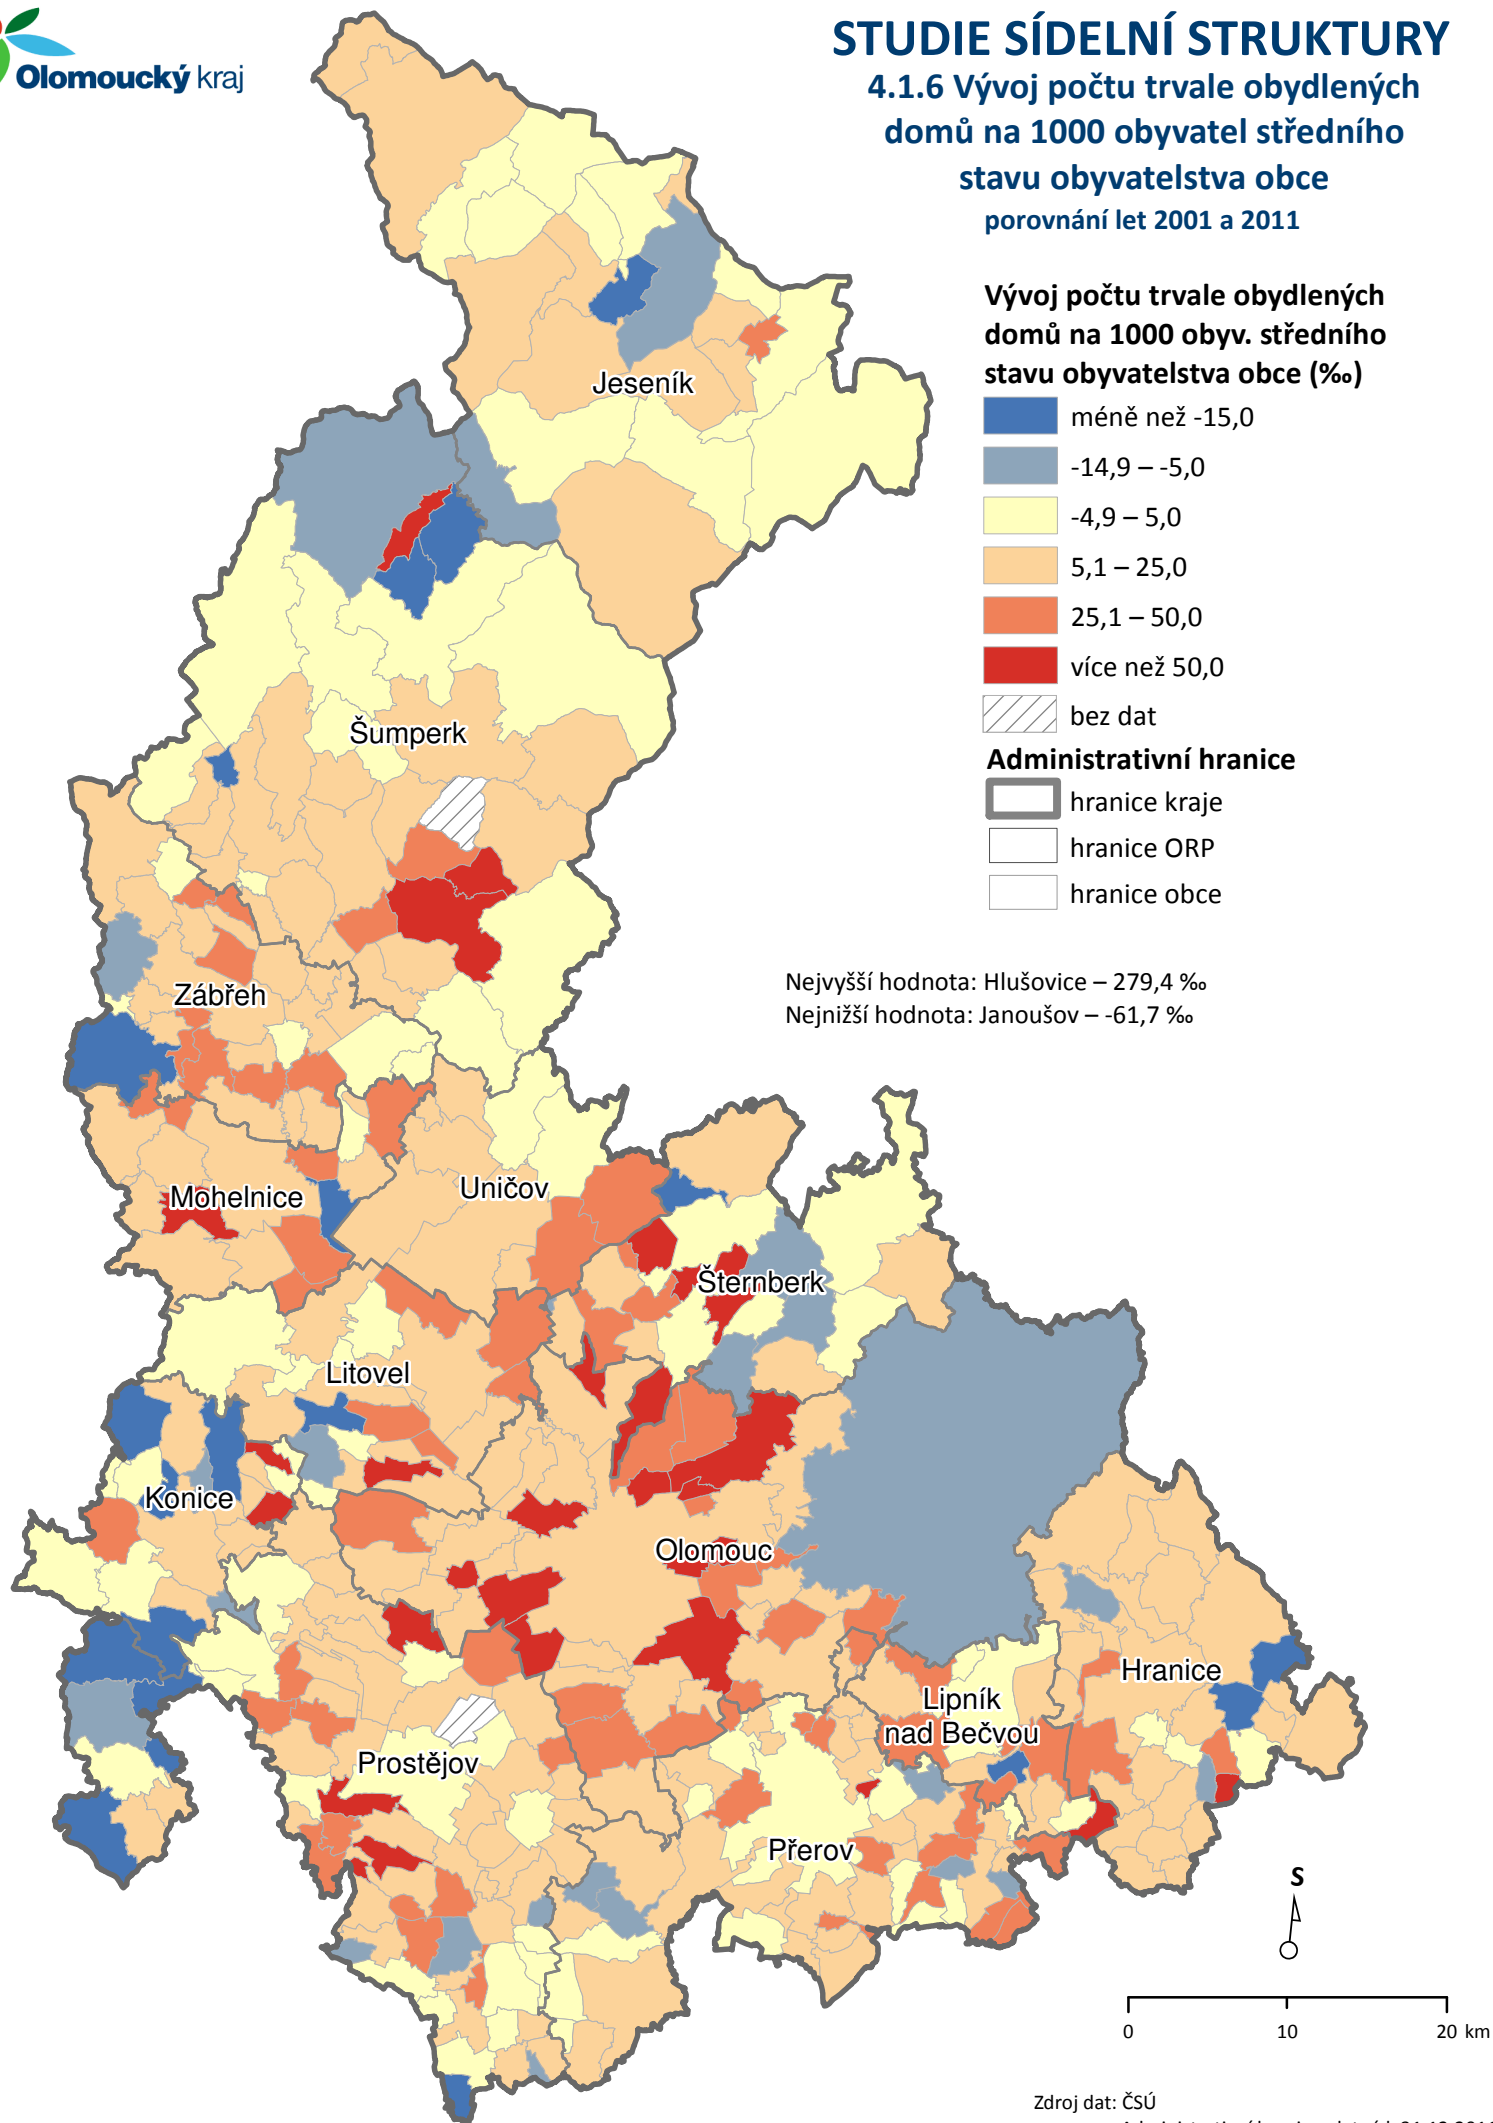 Olomoucký kraj
STUDIE SÍDELNÍ STRUKTURY
4.1.6 Vývoj počtu trvale obydlených
domů na 1000 obyvatel středního
stavu obyvatelstva obce
porovnání let 2001 a 2011
Vývoj počtu trvale obydlených
domů na 1000 obyv. středního
stavu obyvatelstva obce (‰)
méně než -15,0
-14,9 – -5,0
-4,9 – 5,0
5,1 – 25,0
25,1 – 50,0
více než 50,0
bez dat
Administrativní hranice
hranice kraje
hranice ORP
hranice obce
Nejvyšší hodnota: Hlušovice – 279,4 ‰
Nejnižší hodnota: Janoušov – -61,7 ‰
Jeseník
Šumperk
Zábřeh
Mohelnice
Uničov
Šternberk
Litovel
Konice
Olomouc
Hranice
Lipník
nad Bečvou
Prostějov
Přerov
S
0 10 20 km
Zdroj dat: ČSÚ